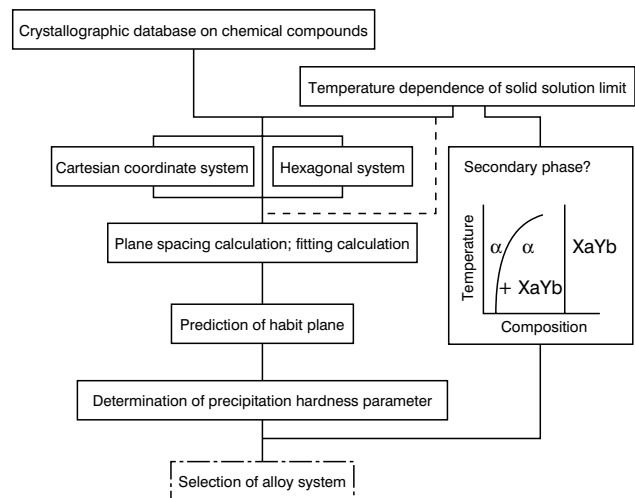 Crystallographic database on chemical compounds
Temperature dependence of solid solution limit
Cartesian coordinate system
Hexagonal system
Secondary phase?
Plane spacing calculation; fitting calculation
Temperature
α α XaYb
+ XaYb
Composition
Prediction of habit plane
Determination of precipitation hardness parameter
Selection of alloy system